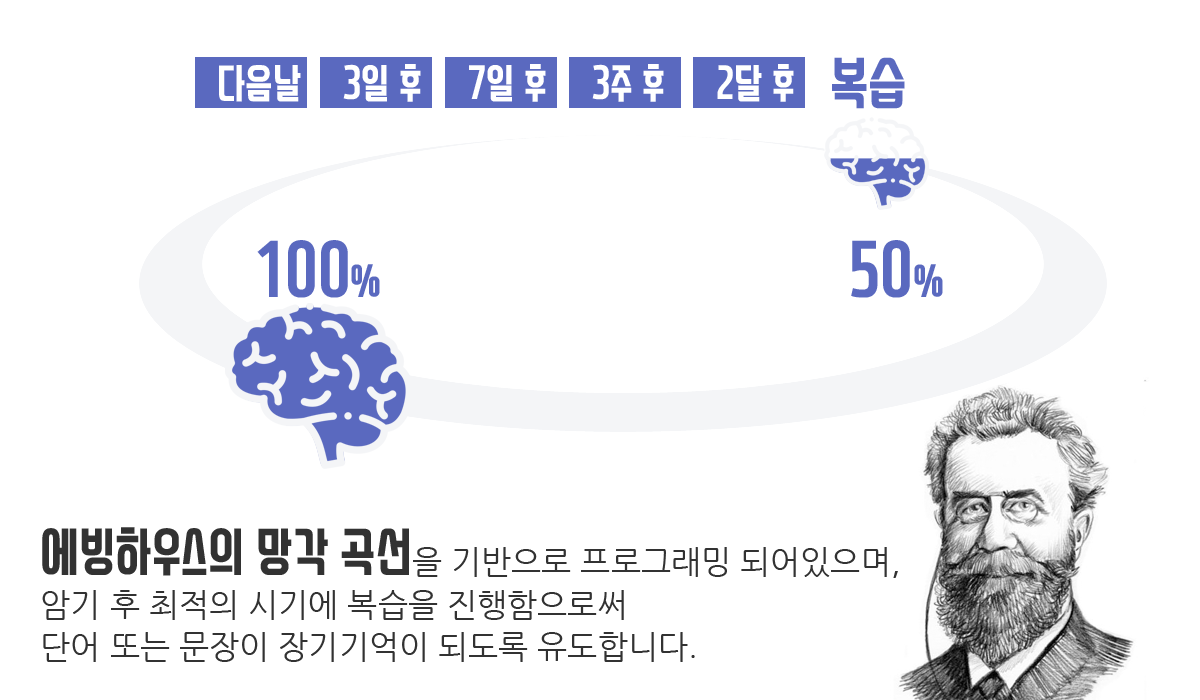 다음날 3일 후 7일 후 3주 후 2달 후 복습
100% 50%
에빙하우스의 망각 곡선을 기반으로 프로그래밍 되어있으며,
암기 후 최적의 시기에 복습을 진행함으로써
단어 또는 문장이 장기기억이 되도록 유도합니다.